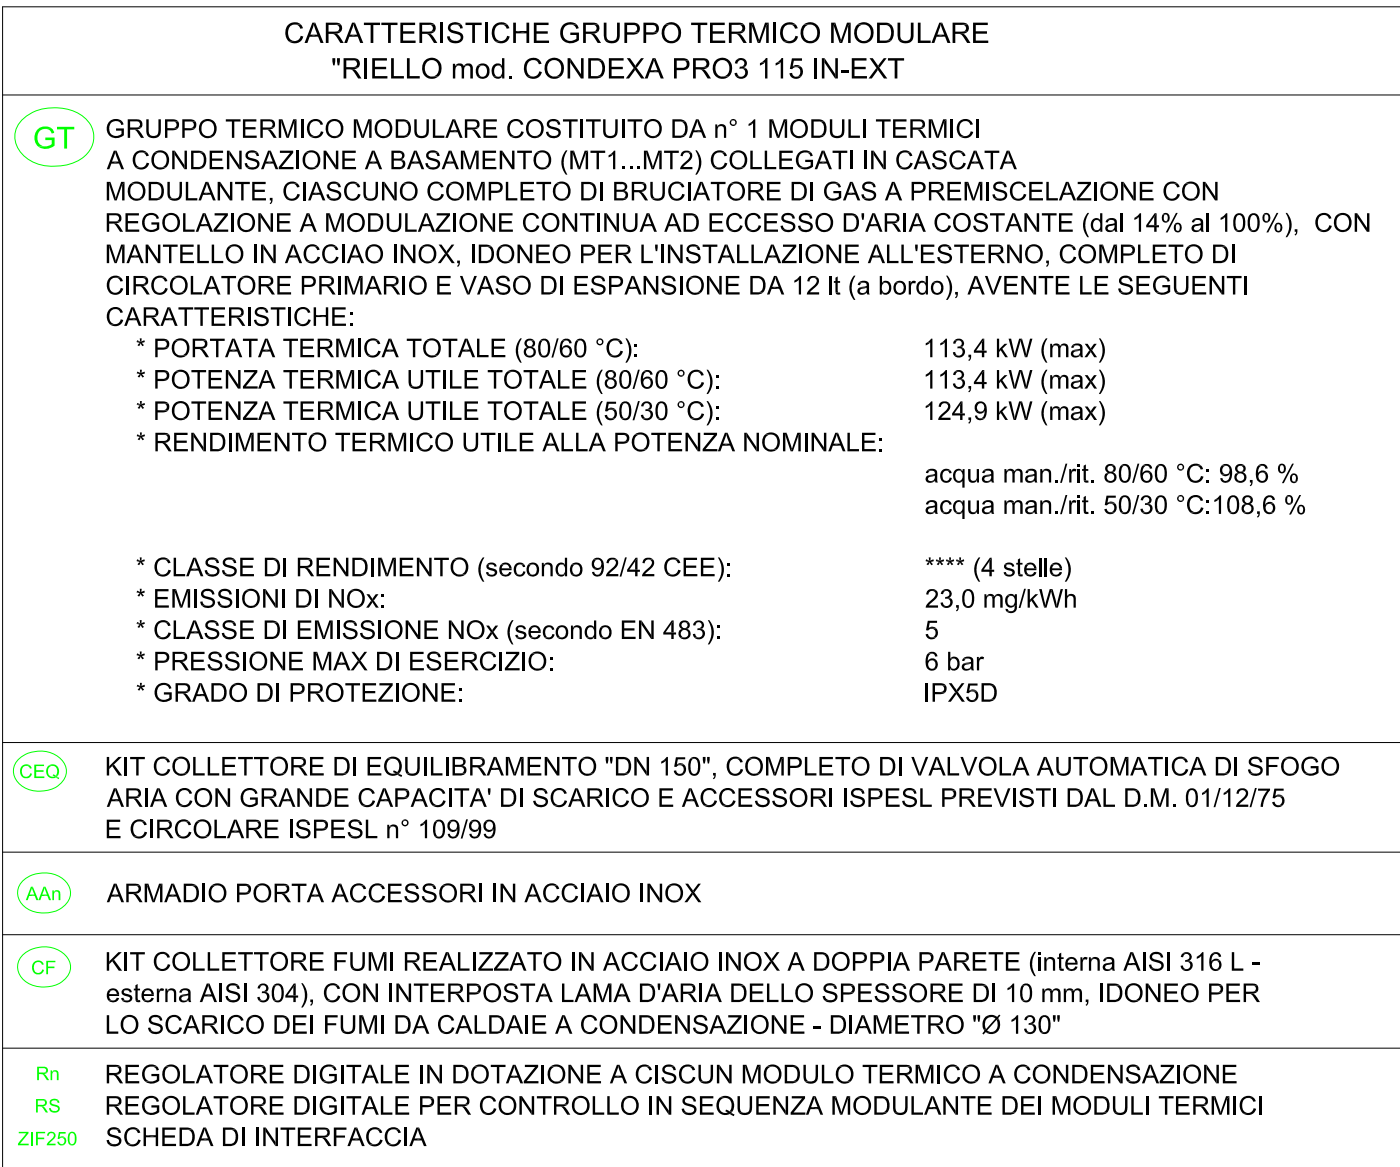 CARATTERISTICHE GRUPPO TERMICO MODULARE
"RIELLO mod. CONDEXA PRO3 115 IN-EXT
GT GRUPPO TERMICO MODULARE COSTITUITO DA n° 1 MODULI TERMICI
A CONDENSAZIONE A BASAMENTO (MT1...MT2) COLLEGATI IN CASCATA
MODULANTE, CIASCUNO COMPLETO DI BRUCIATORE DI GAS A PREMISCELAZIONE CON
REGOLAZIONE A MODULAZIONE CONTINUA AD ECCESSO D'ARIA COSTANTE (dal 14% al 100%), CON
MANTELLO IN ACCIAO INOX, IDONEO PER L'INSTALLAZIONE ALL'ESTERNO, COMPLETO DI
CIRCOLATORE PRIMARIO E VASO DI ESPANSIONE DA 12 lt (a bordo), AVENTE LE SEGUENTI
CARATTERISTICHE:
* PORTATA TERMICA TOTALE (80/60 °C): 113,4 kW (max)
* POTENZA TERMICA UTILE TOTALE (80/60 °C): 113,4 kW (max)
* POTENZA TERMICA UTILE TOTALE (50/30 °C): 124,9 kW (max)
* RENDIMENTO TERMICO UTILE ALLA POTENZA NOMINALE:
acqua man./rit. 80/60 °C: 98,6 %
acqua man./rit. 50/30 °C:108,6 %
* CLASSE DI RENDIMENTO (secondo 92/42 CEE): **** (4 stelle)
* EMISSIONI DI NOx: 23,0 mg/kWh
* CLASSE DI EMISSIONE NOx (secondo EN 483): 5
* PRESSIONE MAX DI ESERCIZIO: 6 bar
* GRADO DI PROTEZIONE: IPX5D
CEQ KIT COLLETTORE DI EQUILIBRAMENTO "DN 150", COMPLETO DI VALVOLA AUTOMATICA DI SFOGO
ARIA CON GRANDE CAPACITA' DI SCARICO E ACCESSORI ISPESL PREVISTI DAL D.M. 01/12/75
E CIRCOLARE ISPESL n° 109/99
AAn ARMADIO PORTA ACCESSORI IN ACCIAIO INOX
CF KIT COLLETTORE FUMI REALIZZATO IN ACCIAIO INOX A DOPPIA PARETE (interna AISI 316 L -
esterna AISI 304), CON INTERPOSTA LAMA D'ARIA DELLO SPESSORE DI 10 mm, IDONEO PER
LO SCARICO DEI FUMI DA CALDAIE A CONDENSAZIONE - DIAMETRO "Ø 130"
Rn REGOLATORE DIGITALE IN DOTAZIONE A CISCUN MODULO TERMICO A CONDENSAZIONE
RS REGOLATORE DIGITALE PER CONTROLLO IN SEQUENZA MODULANTE DEI MODULI TERMICI
ZIF250 SCHEDA DI INTERFACCIA